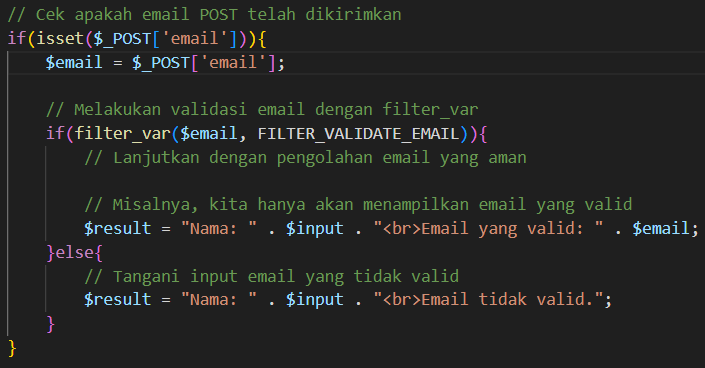 // Cek apakah email POST telah dikirimkan
if(isset($_POST['email'])){
    $email = $_POST['email'];

    // Melakukan validasi email dengan filter_var
    if(filter_var($email, FILTER_VALIDATE_EMAIL)){
        // Lanjutkan dengan pengolahan email yang aman

        // Misalnya, kita hanya akan menampilkan email yang valid
        $result = "Nama: " . $input . "<br>Email yang valid: " . $email;
    }else{
        // Tangani input email yang tidak valid
        $result = "Nama: " . $input . "<br>Email tidak valid.";
    }
}